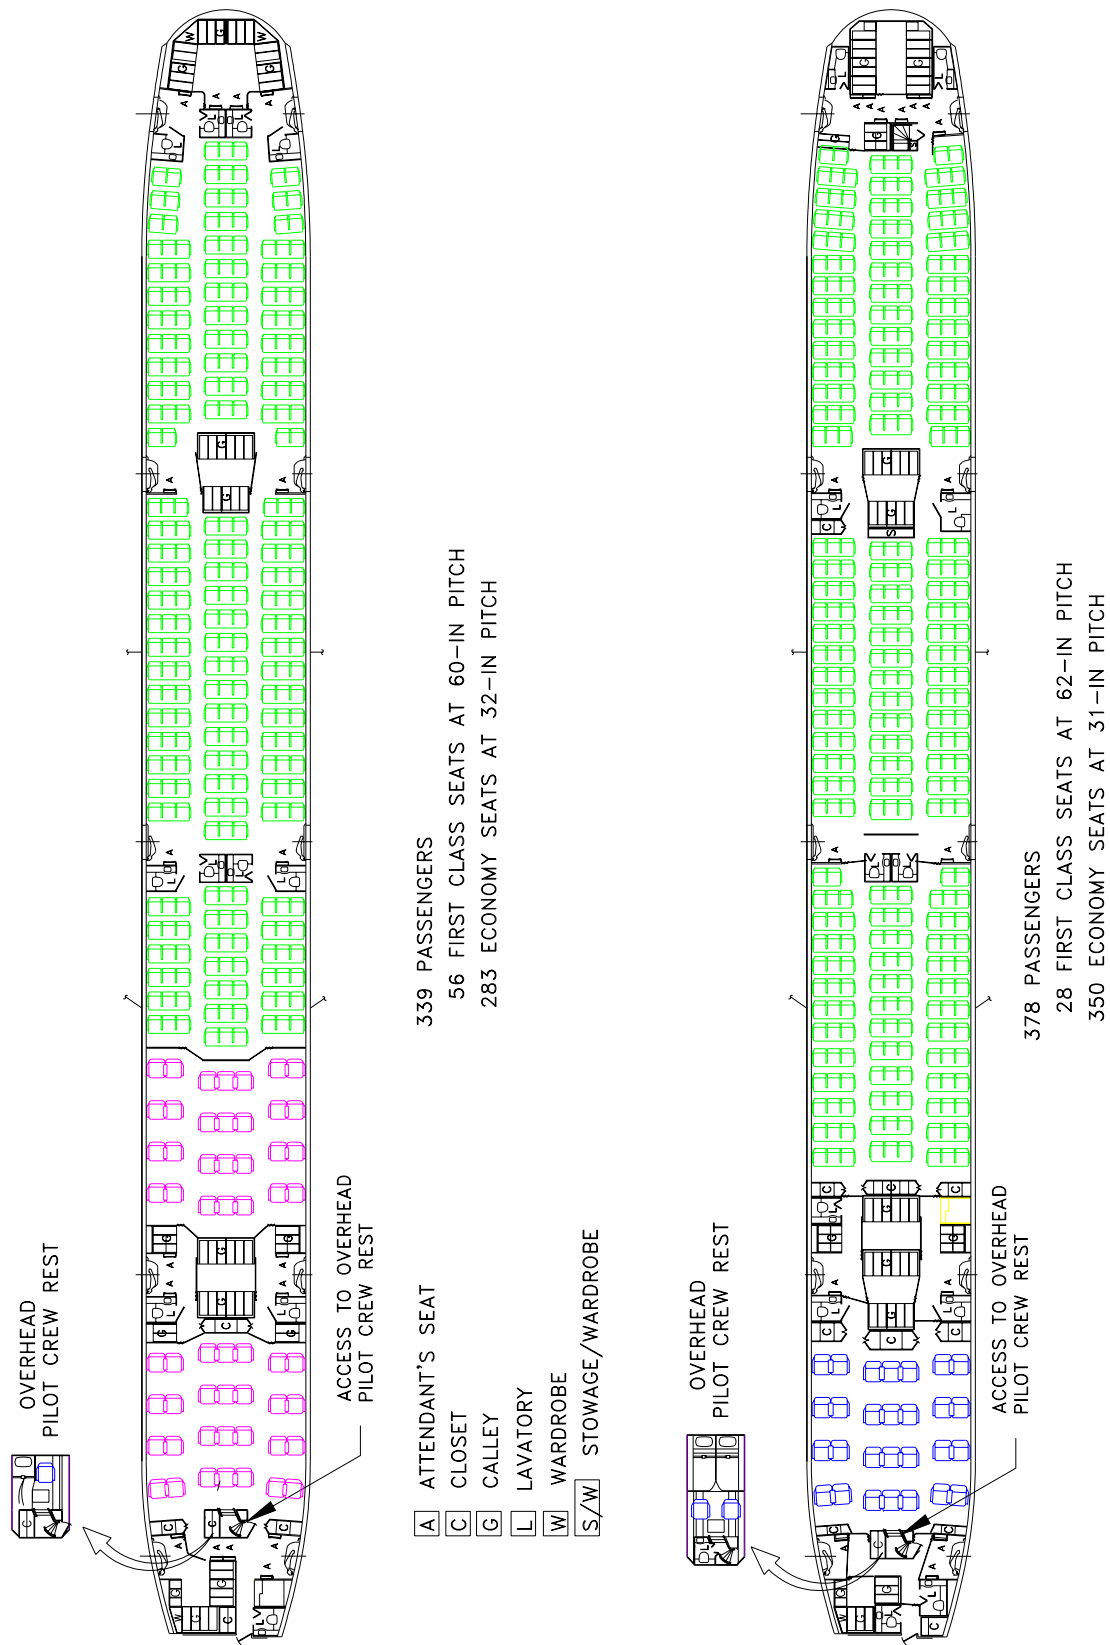 OVERHEAD
PILOT CREW REST
ACCESS TO OVERHEAD
PILOT CREW REST
339 PASSENGERS
56 FIRST CLASS SEATS AT 60-IN PITCH
283 ECONOMY SEATS AT 32-IN PITCH
A ATTENDANT'S SEAT
C CLOSET
G CALLEY
L LAVATORY
W WARDROBE
S/W STOWAGE/WARDROBE
OVERHEAD
PILOT CREW REST
ACCESS TO OVERHEAD
PILOT CREW REST
378 PASSENGERS
28 FIRST CLASS SEATS AT 62-IN PITCH
350 ECONOMY SEATS AT 31-IN PITCH